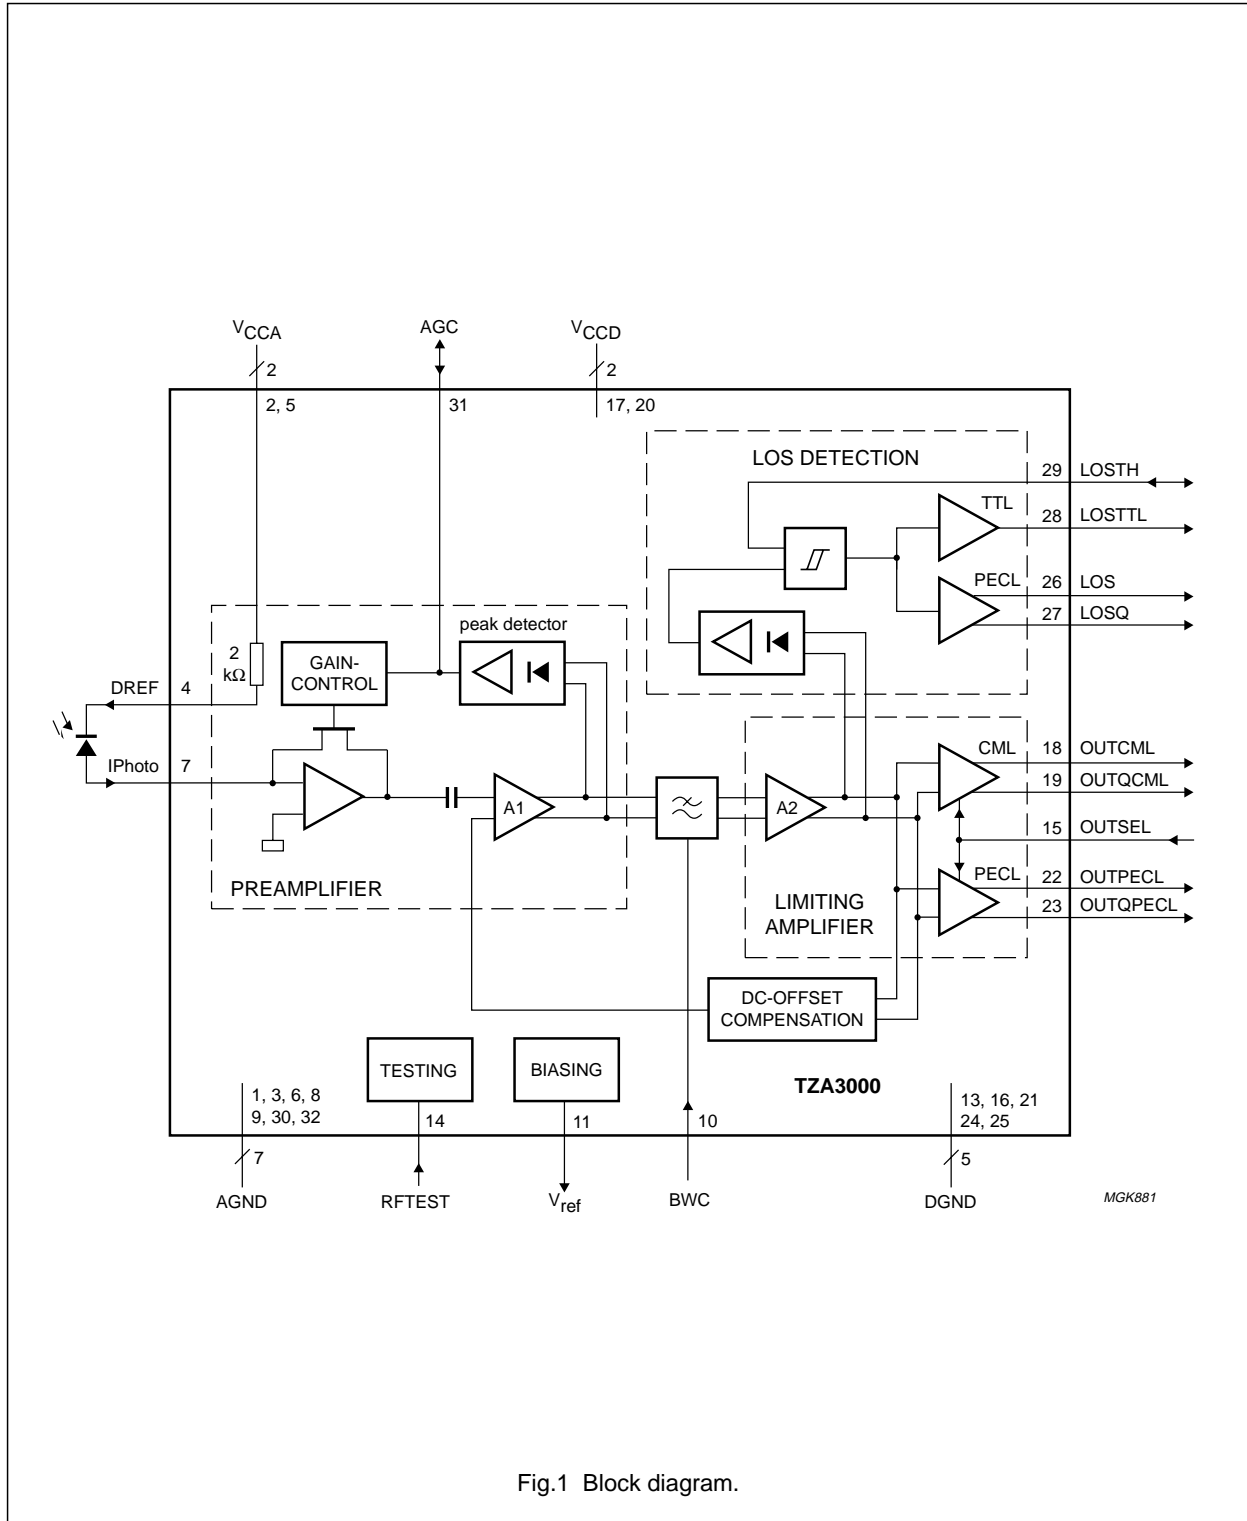 VCCA
AGC
VCCD
2
2
2, 5
31
17, 20
LOS DETECTION
29 LOSTH
TTL
28 LOSTTL
PECL
26 LOS
27 LOSQ
peak detector
2
kΩ
GAIN-
CONTROL
DREF 4
IPhoto 7
A1
A2
PREAMPLIFIER
CML
18 OUTCML
19 OUTQCML
15 OUTSEL
PECL
22 OUTPECL
23 OUTQPECL
LIMITING
AMPLIFIER
DC-OFFSET
COMPENSATION
TESTING
BIASING
TZA3000
1, 3, 6, 8
9, 30, 32
14
11
10
13, 16, 21
24, 25
7
5
AGND
RFTEST
Vref
BWC
DGND
MGK881
Fig.1 Block diagram.